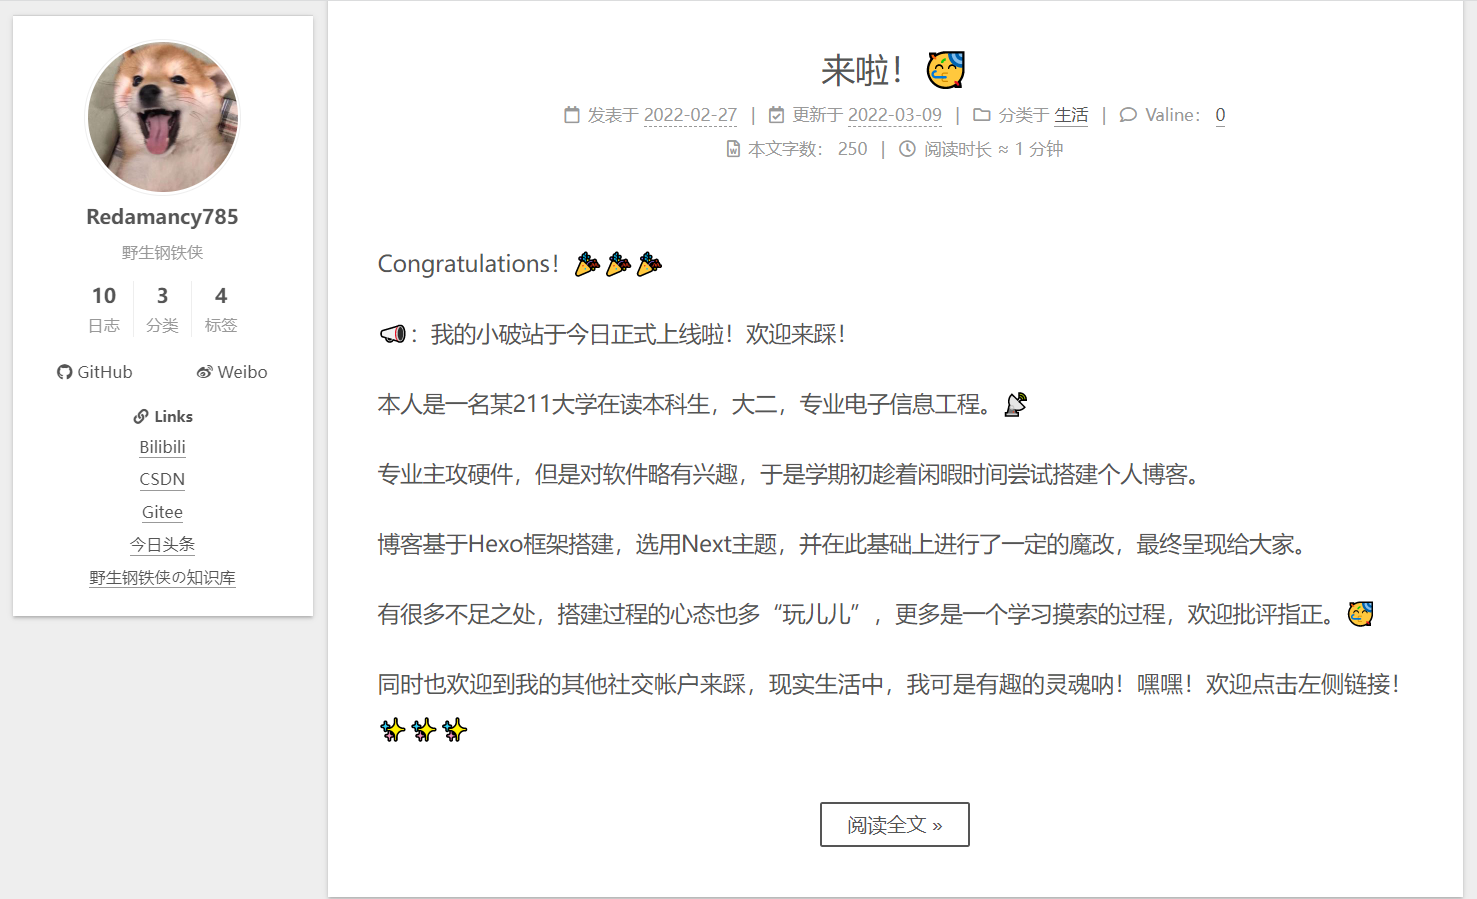 Redamancy785
野生钢铁侠
10 3 4
日志 分类 标签
GitHub Weibo
Links
Bilibili
CSDN
Gitee
今日头条
野生钢铁侠の知识库
来啦！🥳
发表于 2022-02-27 | 更新于 2022-03-09 | 分类于 生活 | Valine： 0
本文字数： 250 | 阅读时长 ≈ 1 分钟
Congratulations！🎉🎉🎉
📢：我的小破站于今日正式上线啦！欢迎来踩！
本人是一名某211大学在读本科生，大二，专业电子信息工程。📡
专业主攻硬件，但是对软件略有兴趣，于是学期初趁着闲暇时间尝试搭建个人博客。
博客基于Hexo框架搭建，选用Next主题，并在此基础上进行了一定的魔改，最终呈现给大家。
有很多不足之处，搭建过程的心态也多“玩儿儿”，更多是一个学习摸索的过程，欢迎批评指正。🥳
同时也欢迎到我的其他社交帐户来踩，现实生活中，我可是有趣的灵魂呐！嘿嘿！欢迎点击左侧链接！
✨✨✨
阅读全文 »